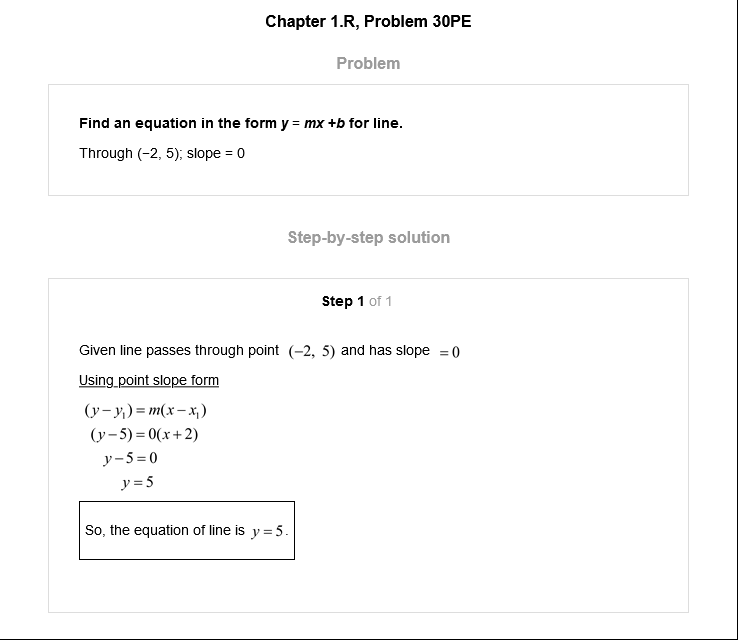 Chapter 1.R, Problem 30PE
Problem
Find an equation in the form y = mx +b for line.
Through (−2, 5); slope = 0
Step-by-step solution
Step 1 of 1
Given line passes through point (−2, 5) and has slope = 0
Using point slope form
(y − y₁) = m(x − x₁)
(y − 5) = 0(x + 2)
y − 5 = 0
y = 5
So, the equation of line is y = 5.